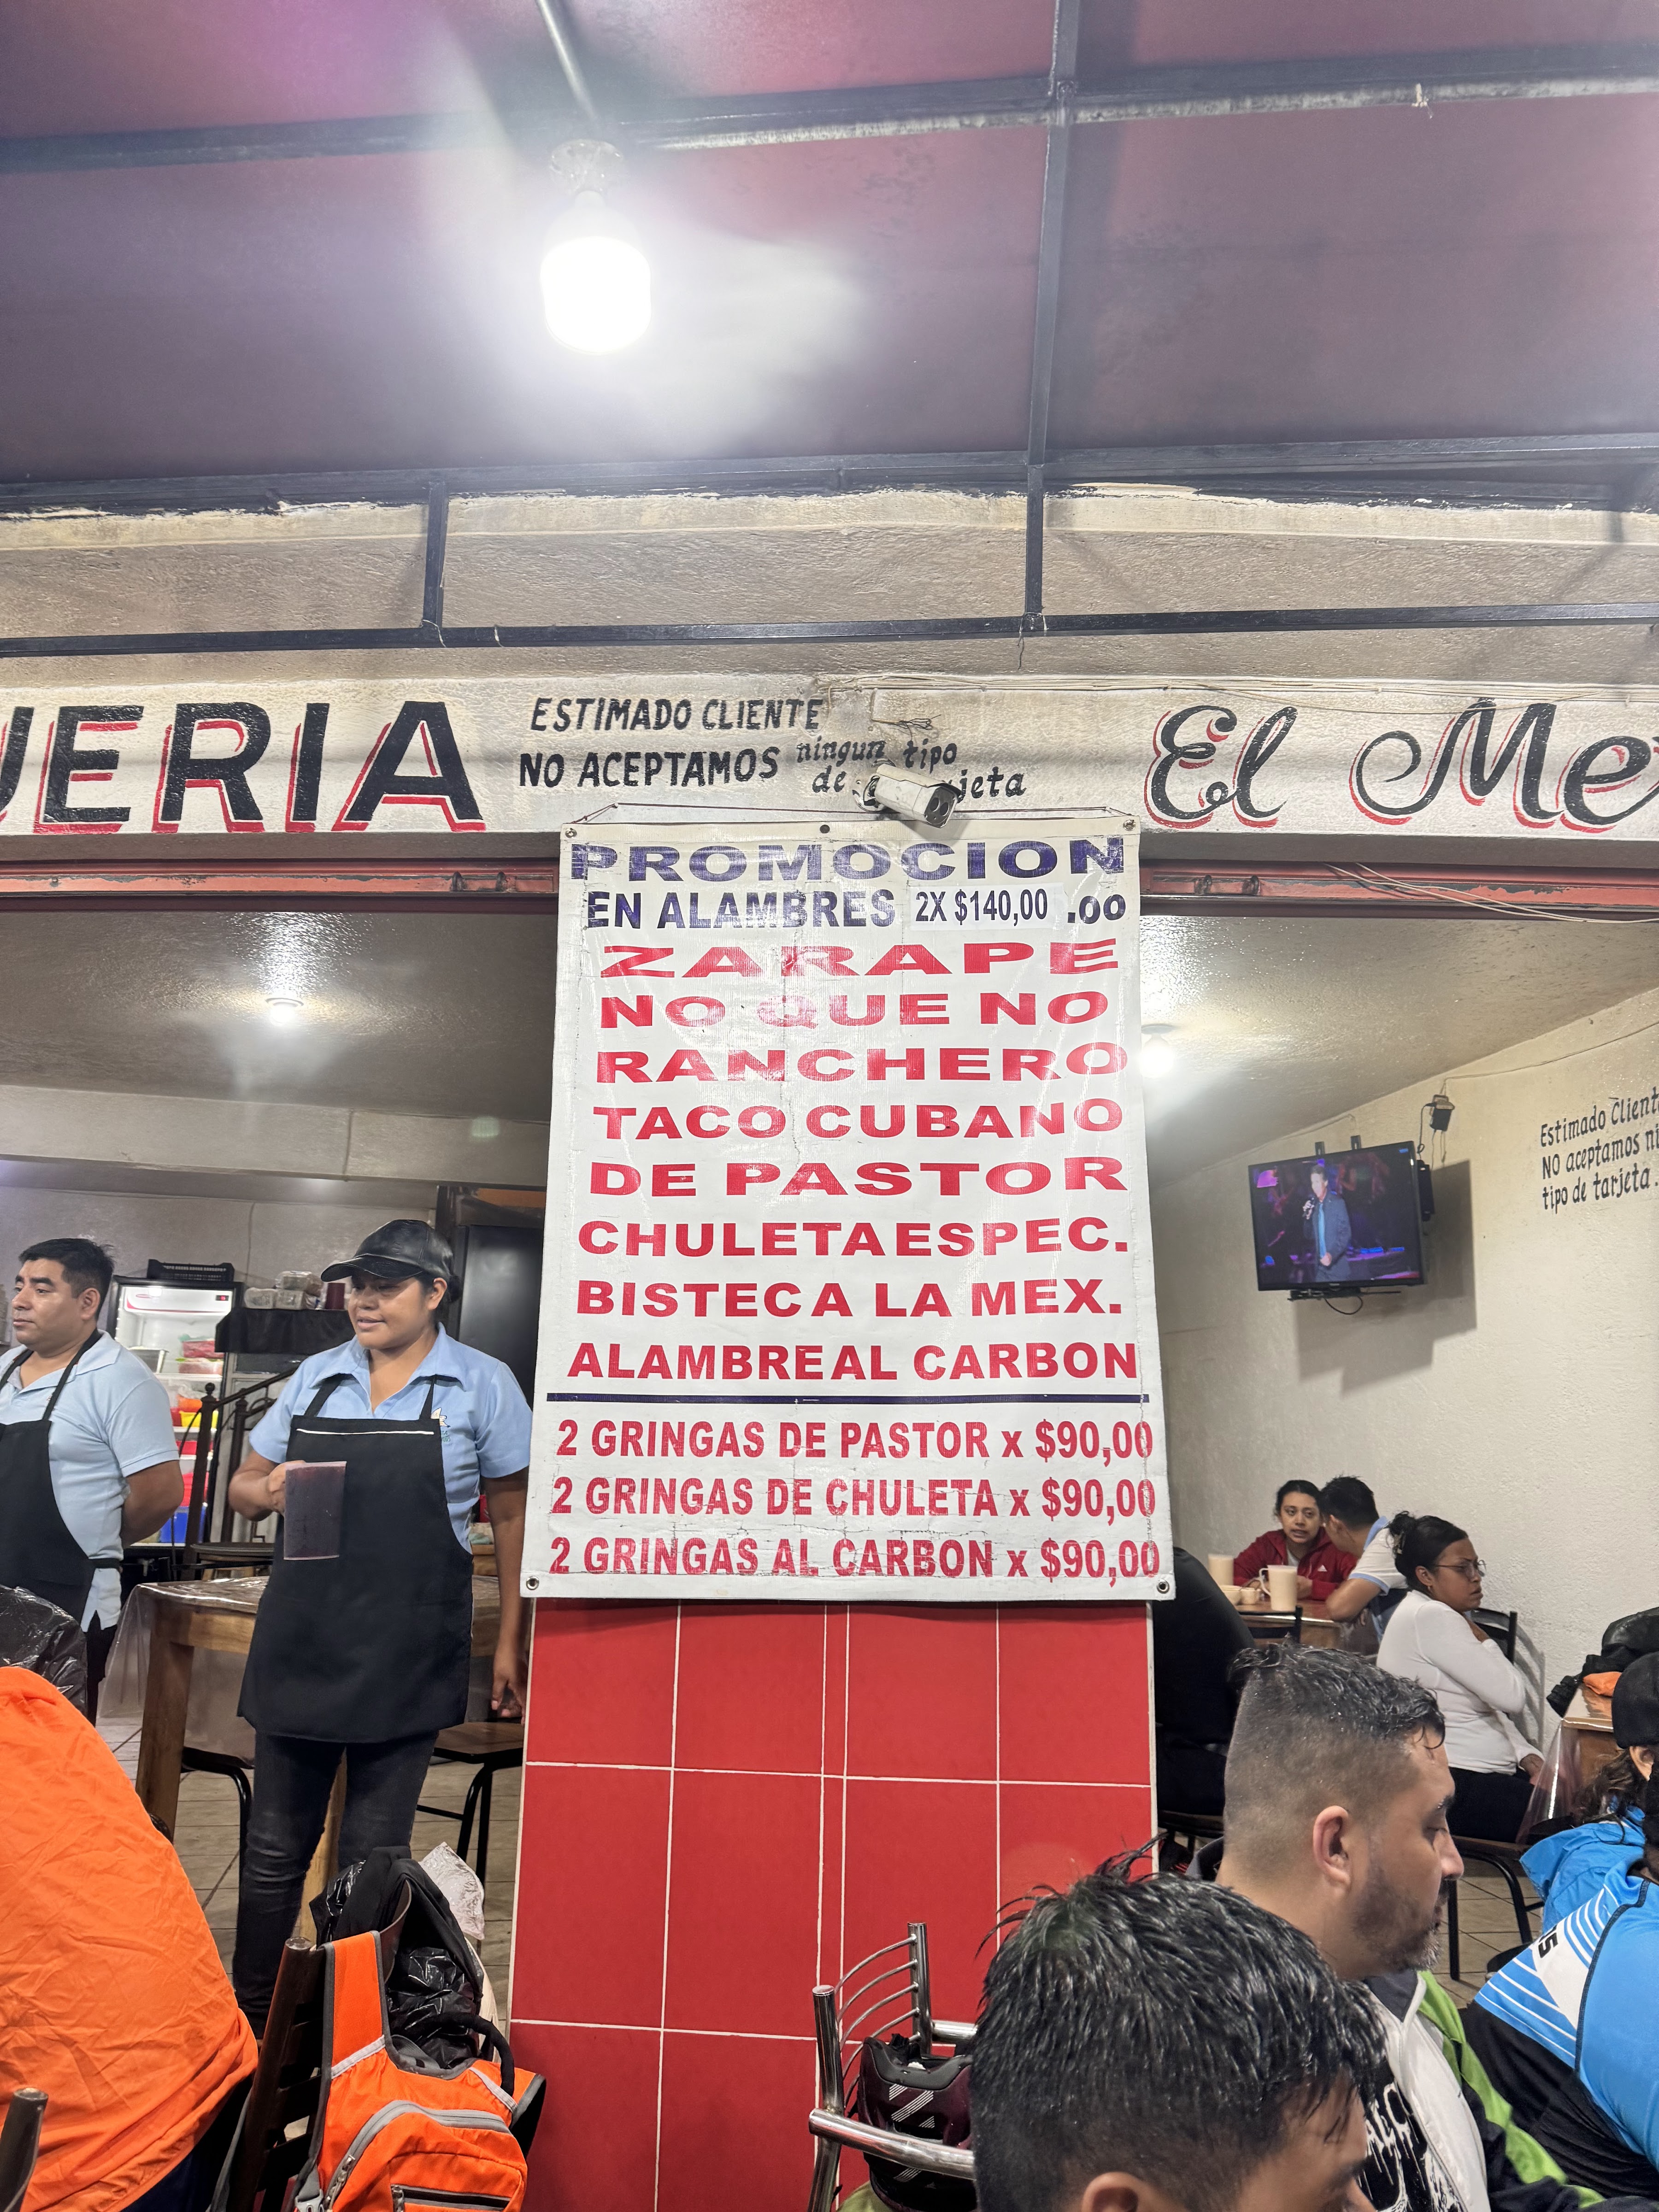 UERIA
ESTIMADO CLIENTE
NO ACEPTAMOS ningun tipo
de
El Me
PROMOCION
EN ALAMBRES 2X $140,00 .00
ZARAPE
NO QUE NO
RANCHERO
TACO CUBANO
DE PASTOR
CHULETA ESPEC.
BISTEC A LA MEX.
ALAMBRE AL CARBON
2 GRINGAS DE PASTOR x $90,00
2 GRINGAS DE CHULETA x $90,00
2 GRINGAS AL CARBON x $90,00
Estimado Client
NO aceptamos ni
tipo de tarjeta.